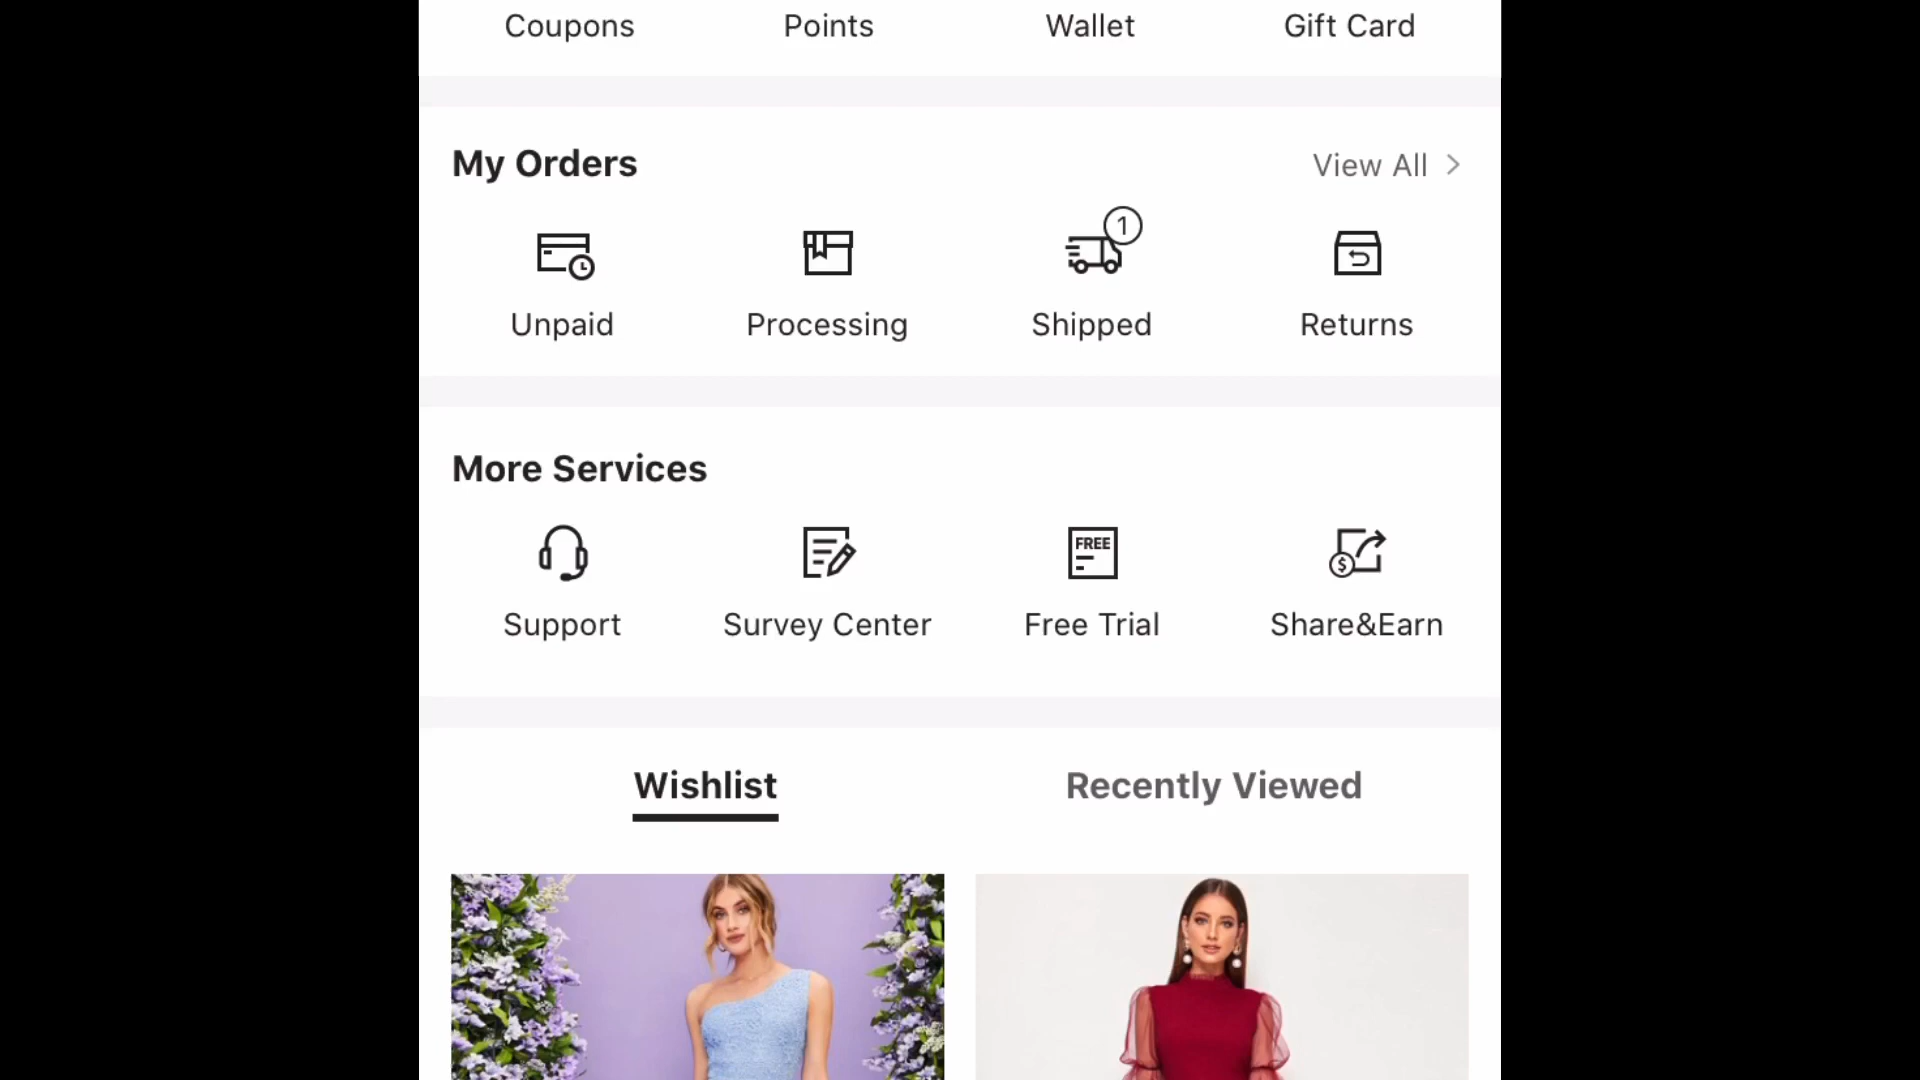 Coupons Points Wallet Gift Card
My Orders View All
1
Unpaid Processing Shipped Returns
More Services
FREE
$
Support Survey Center Free Trial Share&Earn
Wishlist Recently Viewed